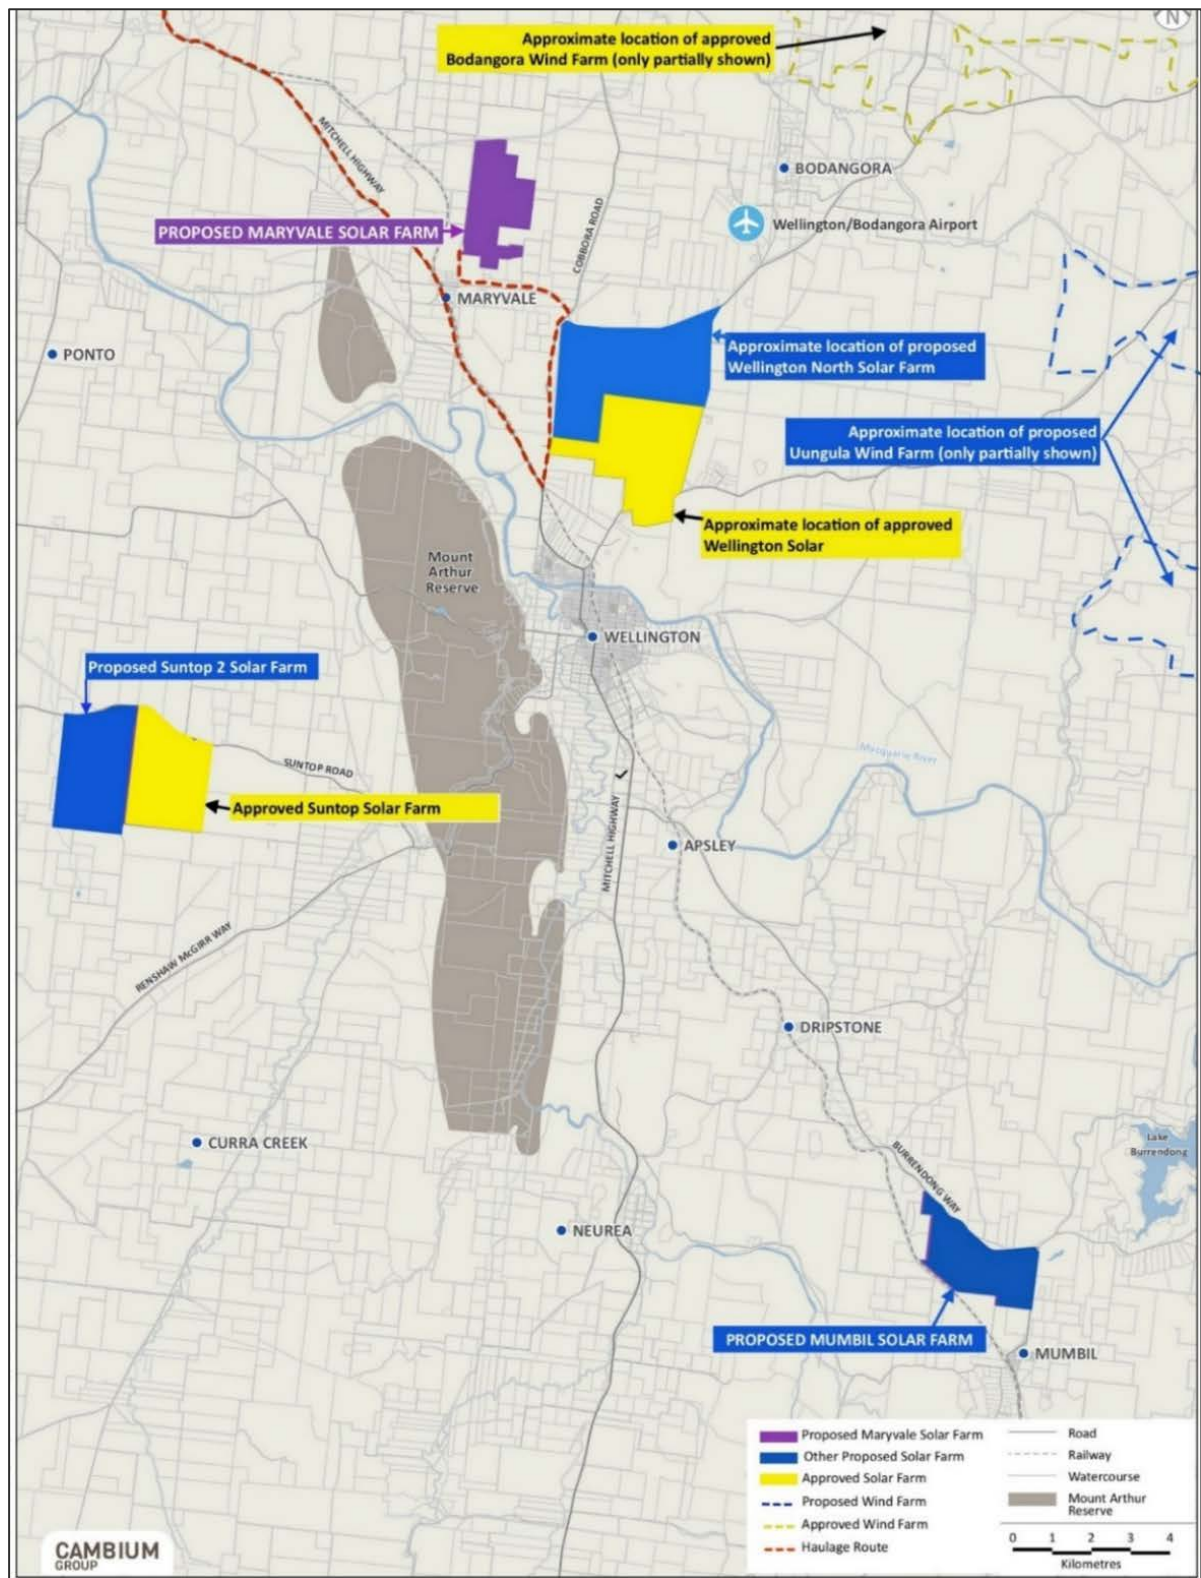 N
Approximate location of approved
Bodangora Wind Farm (only partially shown)
MITCHELL HIGHWAY
BODANGORA
COBBORA ROAD
Wellington/Bodangora Airport
PROPOSED MARYVALE SOLAR FARM
MARYVALE
PONTO
Approximate location of proposed
Wellington North Solar Farm
Approximate location of proposed
Uungula Wind Farm (only partially shown)
Approximate location of approved
Wellington Solar
Mount
Arthur
Reserve
WELLINGTON
Proposed Suntop 2 Solar Farm
Macquarie River
SUNTOP ROAD
Approved Suntop Solar Farm
MITCHELL HIGHWAY
APSLEY
RENSHAW McGIRR WAY
DRIPSTONE
CURRA CREEK
Lake
Burrendong
BURRENDONG WAY
NEUREA
PROPOSED MUMBIL SOLAR FARM
MUMBIL
Proposed Maryvale Solar Farm
Other Proposed Solar Farm
Approved Solar Farm
Proposed Wind Farm
Approved Wind Farm
Haulage Route
Road
Railway
Watercourse
Mount Arthur
Reserve
0 1 2 3 4
Kilometres
CAMBIUM
GROUP